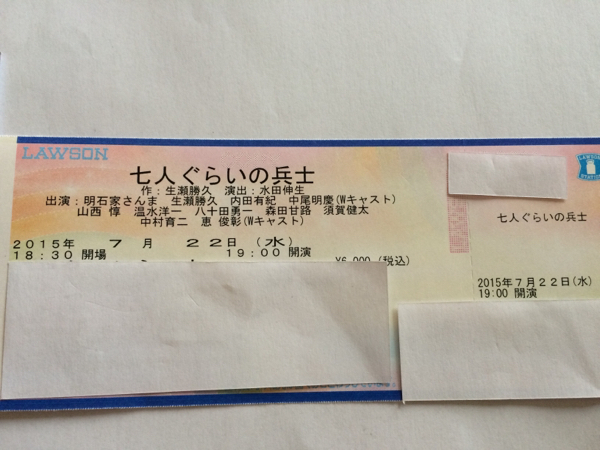 LAWSON
七人ぐらいの兵士
作：生瀬勝久 演出：水田伸生
出演：明石家さんま 生瀬勝久 内田有紀 中尾明慶(Wキャスト)
山西 惇 温水洋一 八十田勇一 森田甘路 須賀健太
中村育二 恵 俊彰(Wキャスト)
2015年 7月 22日(水)
18:30 開場 19:00 開演
¥6,000(税込)
七人ぐらいの兵士
2015年7月22日(水)
19:00 開演